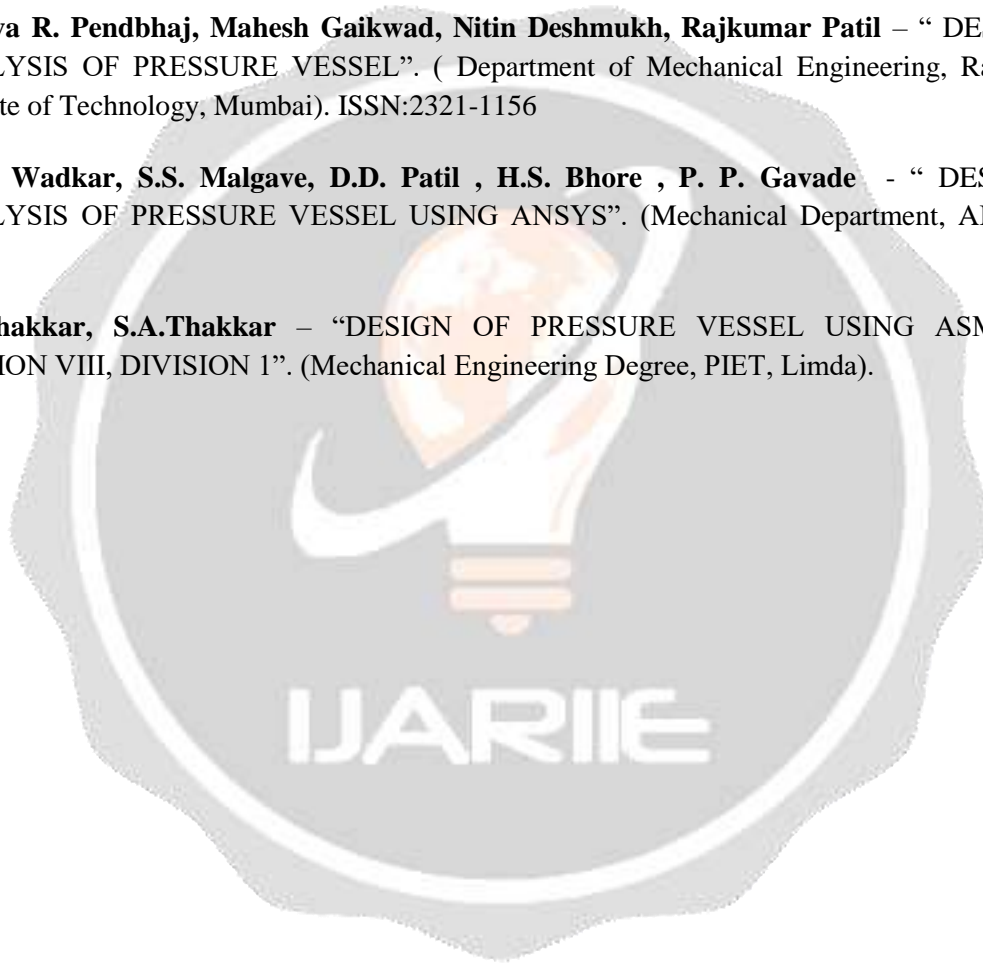 va R. Pendbhaj, Mahesh Gaikwad, Nitin Deshmukh, Rajkumar Patil – “ DES
LYSIS OF PRESSURE VESSEL”. ( Department of Mechanical Engineering, Ra
te of Technology, Mumbai). ISSN:2321-1156
Wadkar, S.S. Malgave, D.D. Patil , H.S. Bhore , P. P. Gavade - “ DES
LYSIS OF PRESSURE VESSEL USING ANSYS”. (Mechanical Department,
hakkar, S.A.Thakkar – “DESIGN OF PRESSURE VESSEL USING ASM
ION VIII, DIVISION 1”. (Mechanical Engineering Degree, PIET, Limda).
IJARIIE